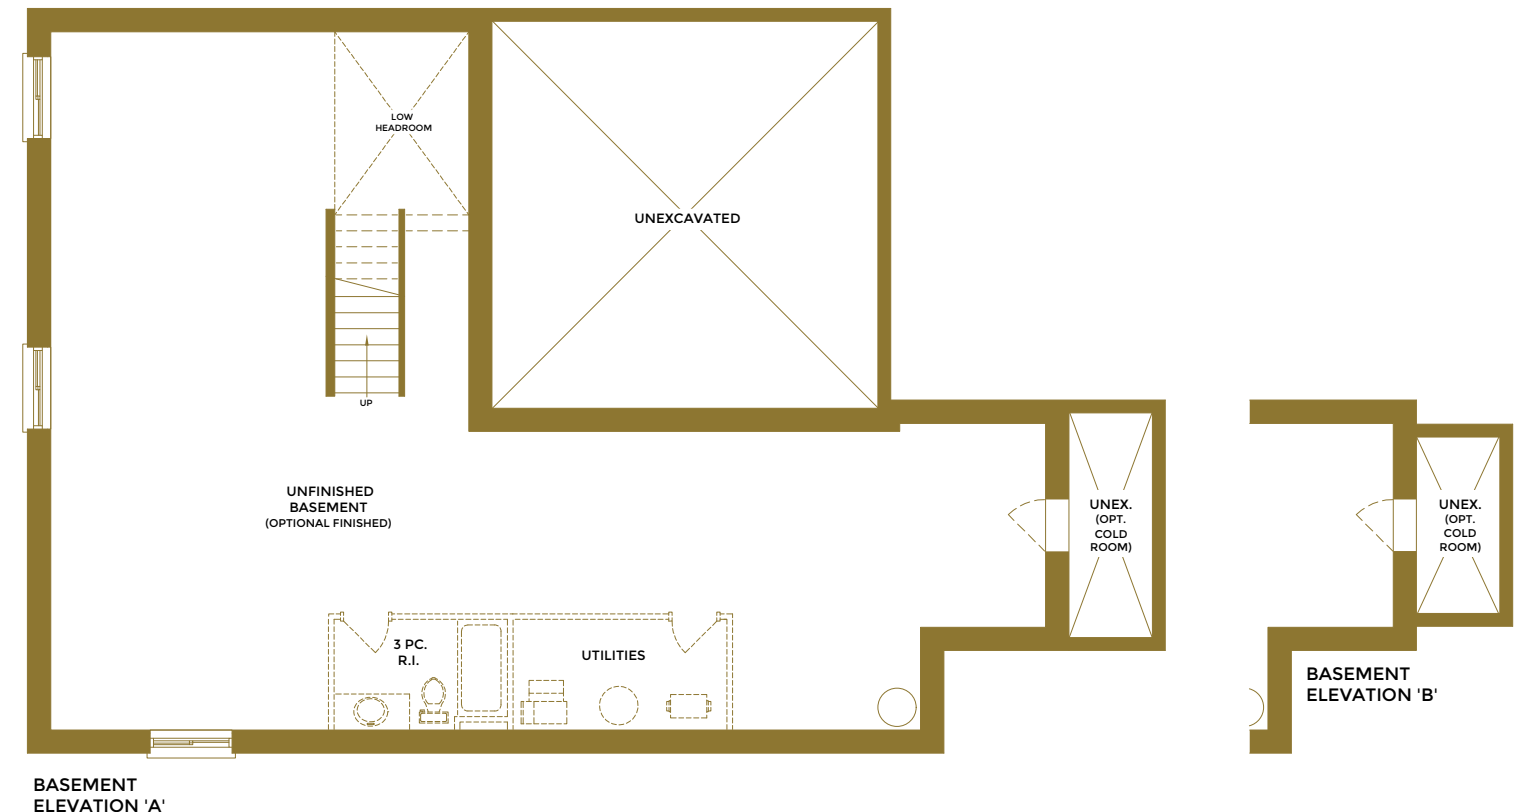 LOW
HEADROOM
UNEXCAVATED
UP
UNFINISHED
BASEMENT
(OPTIONAL FINISHED)
UNEX.
(OPT.
COLD
ROOM)
UNEX.
(OPT.
COLD
ROOM)
3 PC.
R.I.
UTILITIES
BASEMENT
ELEVATION 'B'
BASEMENT
ELEVATION 'A'